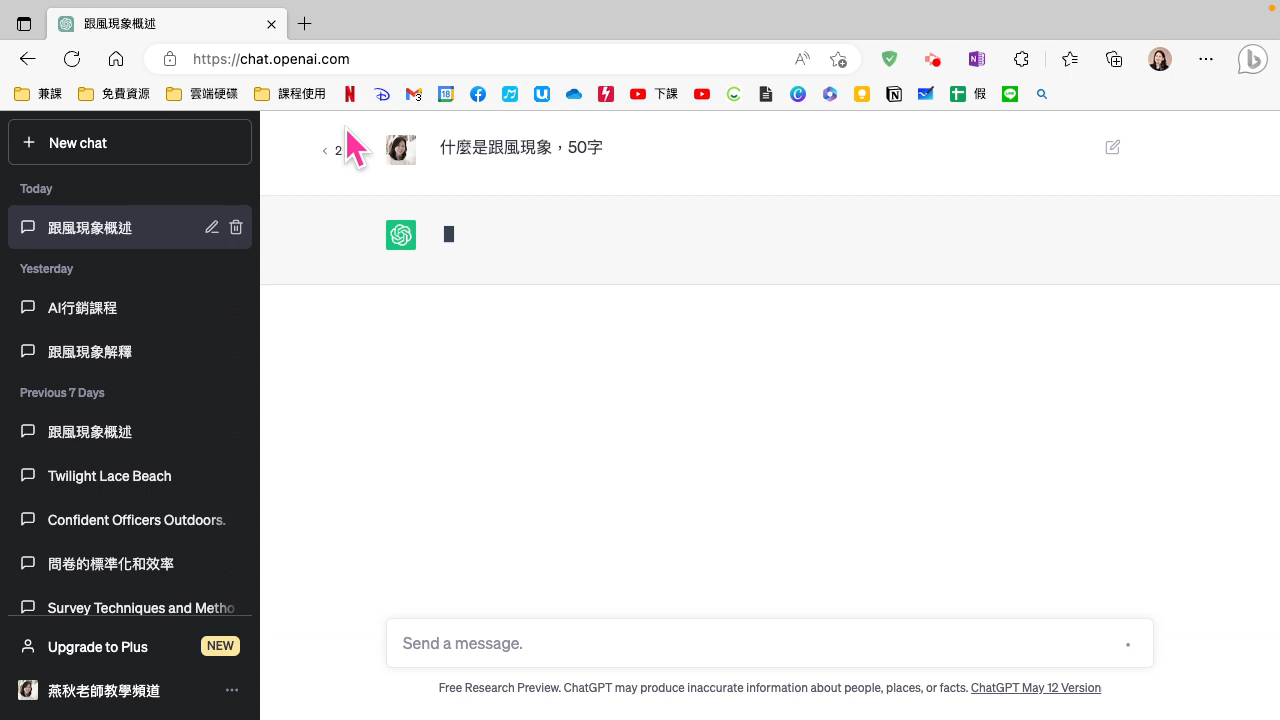 跟風現象概述
https://chat.openai.com
兼課 免費資源 雲端硬碟 課程使用 下課 假
New chat
Today
跟風現象概述
Yesterday
AI行銷課程
跟風現象解釋
Previous 7 Days
跟風現象概述
Twilight Lace Beach
Confident Officers Outdoors.
問卷的標準化和效率
Survey Techniques and Metho
Upgrade to Plus NEW
燕秋老師教學頻道
< 2
什麼是跟風現象，50字
Send a message.
Free Research Preview. ChatGPT may produce inaccurate information about people, places, or facts. ChatGPT May 12 Version